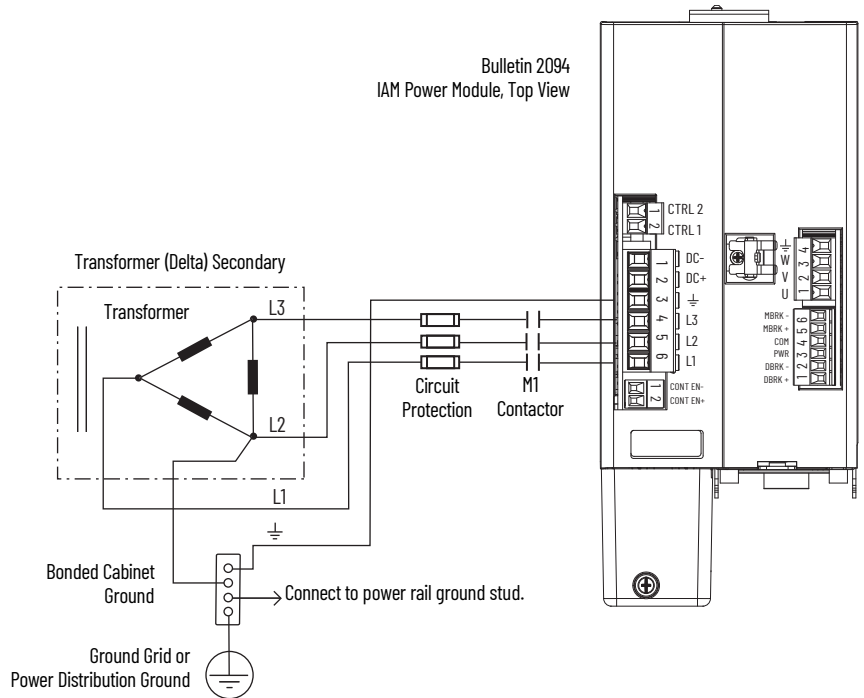 Bulletin 2094
IAM Power Module, Top View
CTRL 2
CTRL 1
1
2
DC-
DC+
L3
L2
L1
1
2
3
4
5
6
CONT EN-
CONT EN+
1
2
W
V
U
4
3
2
1
MBRK -
MBRK +
COM
PWR
DBRK -
DBRK +
6
5
4
3
2
1
Transformer (Delta) Secondary
Transformer
L3
L2
L1
Circuit
Protection
M1
Contactor
Bonded Cabinet
Ground
Connect to power rail ground stud.
Ground Grid or
Power Distribution Ground